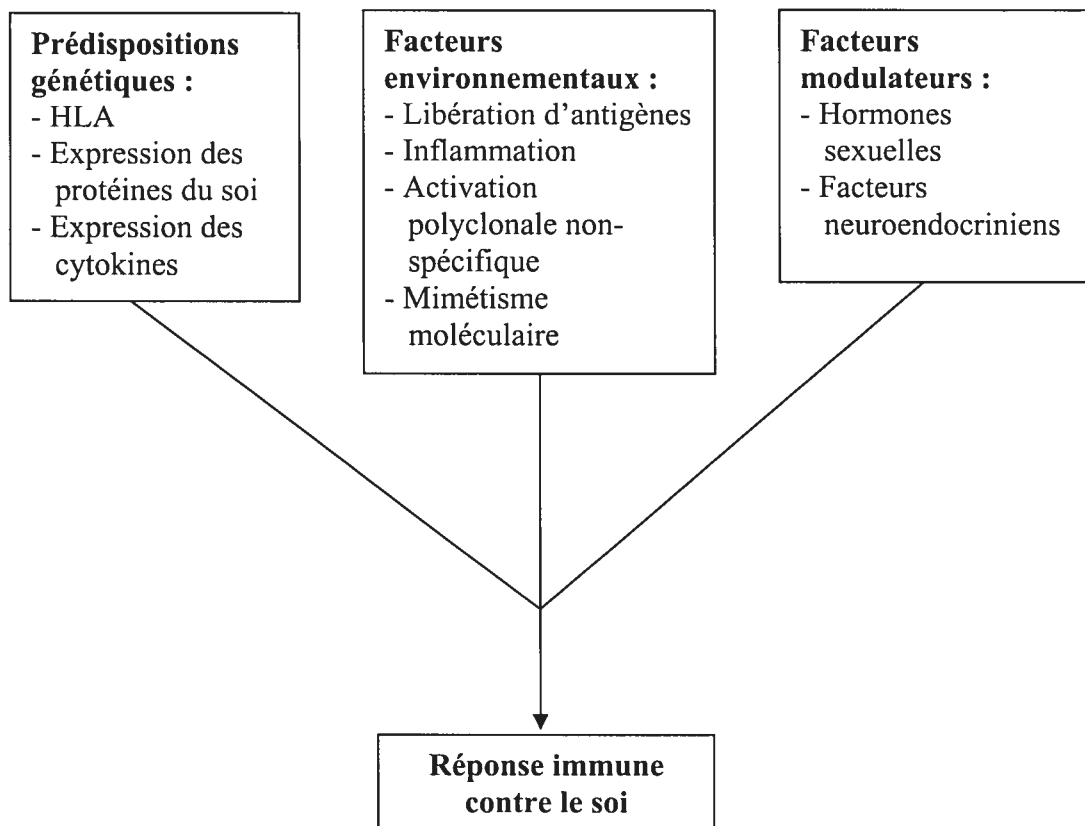 Prédispositions
génétiques :
- HLA
- Expression des
protéines du soi
- Expression des
cytokines
Facteurs
environnementaux :
- Libération d'antigènes
- Inflammation
- Activation
polyclonale non-
spécifique
- Mimétisme
moléculaire
Facteurs
modulateurs :
- Hormones
sexuelles
- Facteurs
neuroendocriniens
Réponse immune
contre le soi